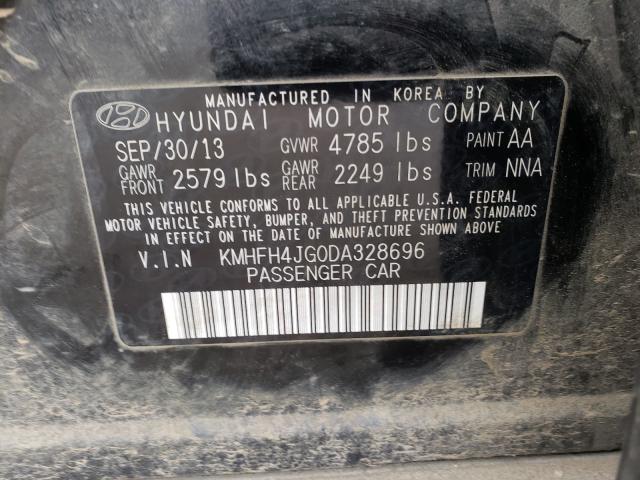 MANUFACTURED IN KOREA BY
HYUNDAI MOTOR COMPANY
SEP/30/13 GVWR 4785 lbs PAINT AA
GAWR FRONT 2579 lbs GAWR REAR 2249 lbs TRIM NNA
THIS VEHICLE CONFORMS TO ALL APPLICABLE U.S.A. FEDERAL
MOTOR VEHICLE SAFETY, BUMPER, AND THEFT PREVENTION STANDARDS
IN EFFECT ON THE DATE OF MANUFACTURE SHOWN ABOVE
V.I.N KMHFH4JG0DA328696
PASSENGER CAR